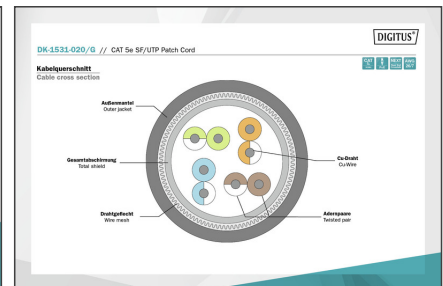 DIGITUS®
DK-1531-020/G // CAT 5e SF/UTP Patch Cord
Kabelquerschnitt
Cable cross section
Außenmantel
Outer jacket
Gesamtabschirmung
Total shield
Drahtgeflecht
Wire mesh
Cu-Draht
Cu-Wire
Adernpaare
Twisted pair